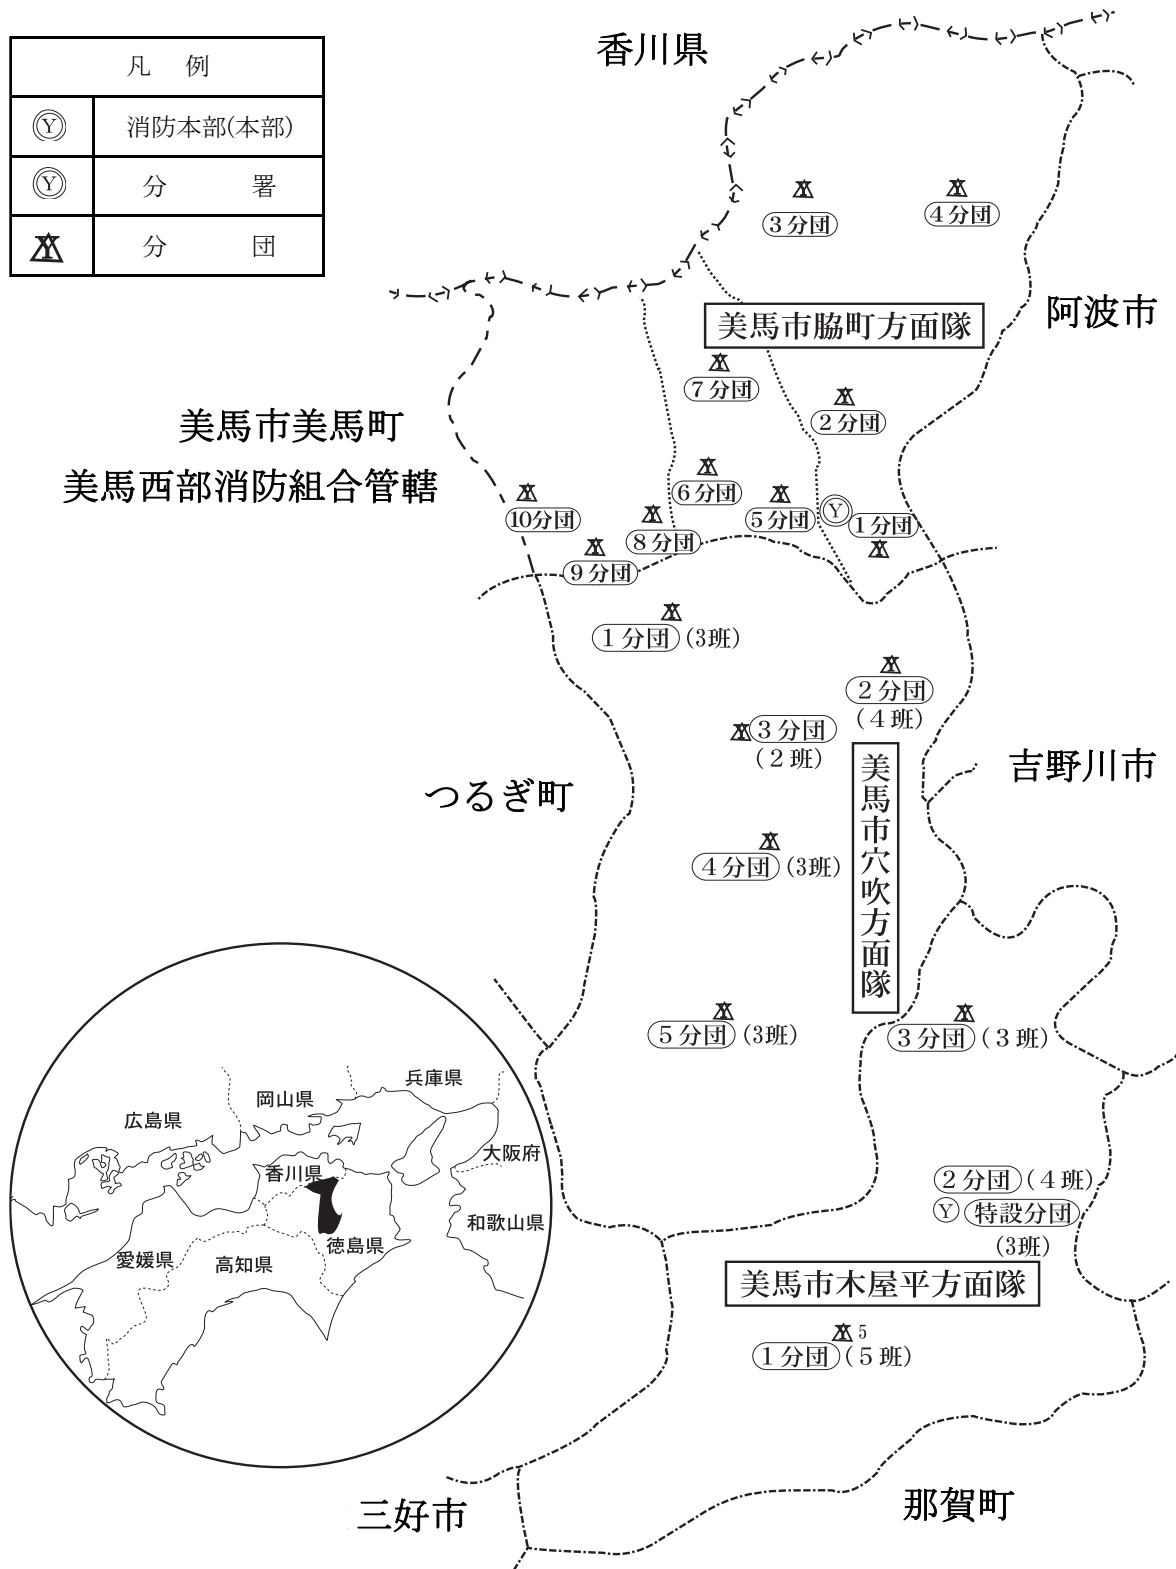 凡 例
Y 消防本部(本部)
Y 分 署
Y 分 団
香川県
3分団
4分団
阿波市
美馬市脇町方面隊
7分団
2分団
美馬市美馬町
美馬西部消防組合管轄
6分団
10分団
5分団
Y
1分団
8分団
9分団
1分団(3班)
2分団
(4班)
3分団
(2班)
美馬市穴吹方面隊
吉野川市
つるぎ町
4分団(3班)
5分団(3班)
3分団(3班)
2分団(4班)
Y 特設分団
(3班)
美馬市木屋平方面隊
5
1分団(5班)
兵庫県
岡山県
広島県
大阪府
香川県
和歌山県
徳島県
愛媛県
高知県
三好市
那賀町